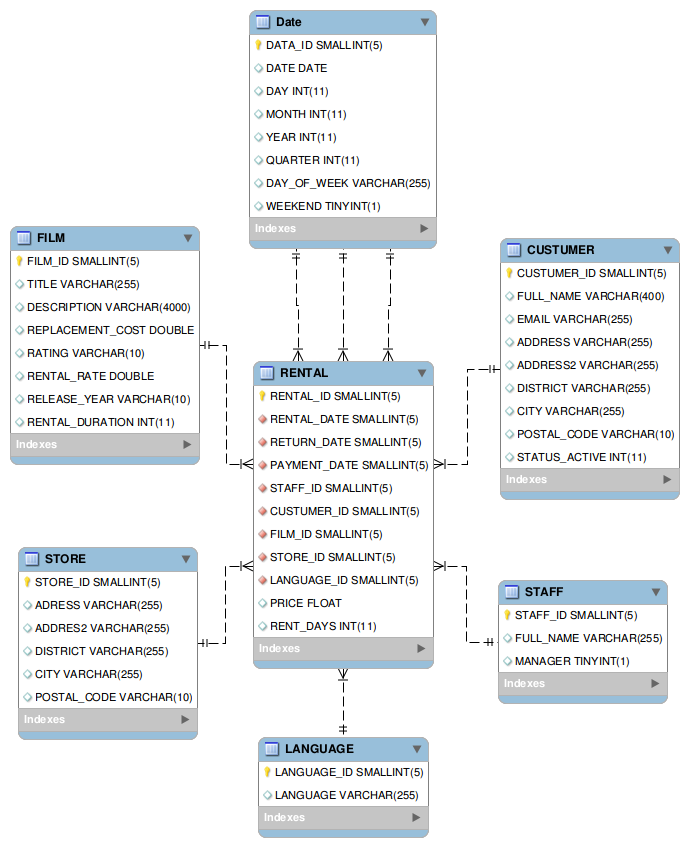 Date
DATA_ID SMALLINT(5)
DATE DATE
DAY INT(11)
MONTH INT(11)
YEAR INT(11)
QUARTER INT(11)
DAY_OF_WEEK VARCHAR(255)
WEEKEND TINYINT(1)
Indexes
FILM
FILM_ID SMALLINT(5)
TITLE VARCHAR(255)
DESCRIPTION VARCHAR(4000)
REPLACEMENT_COST DOUBLE
RATING VARCHAR(10)
RENTAL_RATE DOUBLE
RELEASE_YEAR VARCHAR(10)
RENTAL_DURATION INT(11)
Indexes
CUSTUMER
CUSTUMER_ID SMALLINT(5)
FULL_NAME VARCHAR(400)
EMAIL VARCHAR(255)
ADDRESS VARCHAR(255)
ADDRESS2 VARCHAR(255)
DISTRICT VARCHAR(255)
CITY VARCHAR(255)
POSTAL_CODE VARCHAR(10)
STATUS_ACTIVE INT(11)
Indexes
RENTAL
RENTAL_ID SMALLINT(5)
RENTAL_DATE SMALLINT(5)
RETURN_DATE SMALLINT(5)
PAYMENT_DATE SMALLINT(5)
STAFF_ID SMALLINT(5)
CUSTUMER_ID SMALLINT(5)
FILM_ID SMALLINT(5)
STORE_ID SMALLINT(5)
LANGUAGE_ID SMALLINT(5)
PRICE FLOAT
RENT_DAYS INT(11)
Indexes
STORE
STORE_ID SMALLINT(5)
ADRESS VARCHAR(255)
ADDRES2 VARCHAR(255)
DISTRICT VARCHAR(255)
CITY VARCHAR(255)
POSTAL_CODE VARCHAR(10)
Indexes
STAFF
STAFF_ID SMALLINT(5)
FULL_NAME VARCHAR(255)
MANAGER TINYINT(1)
Indexes
LANGUAGE
LANGUAGE_ID SMALLINT(5)
LANGUAGE VARCHAR(255)
Indexes